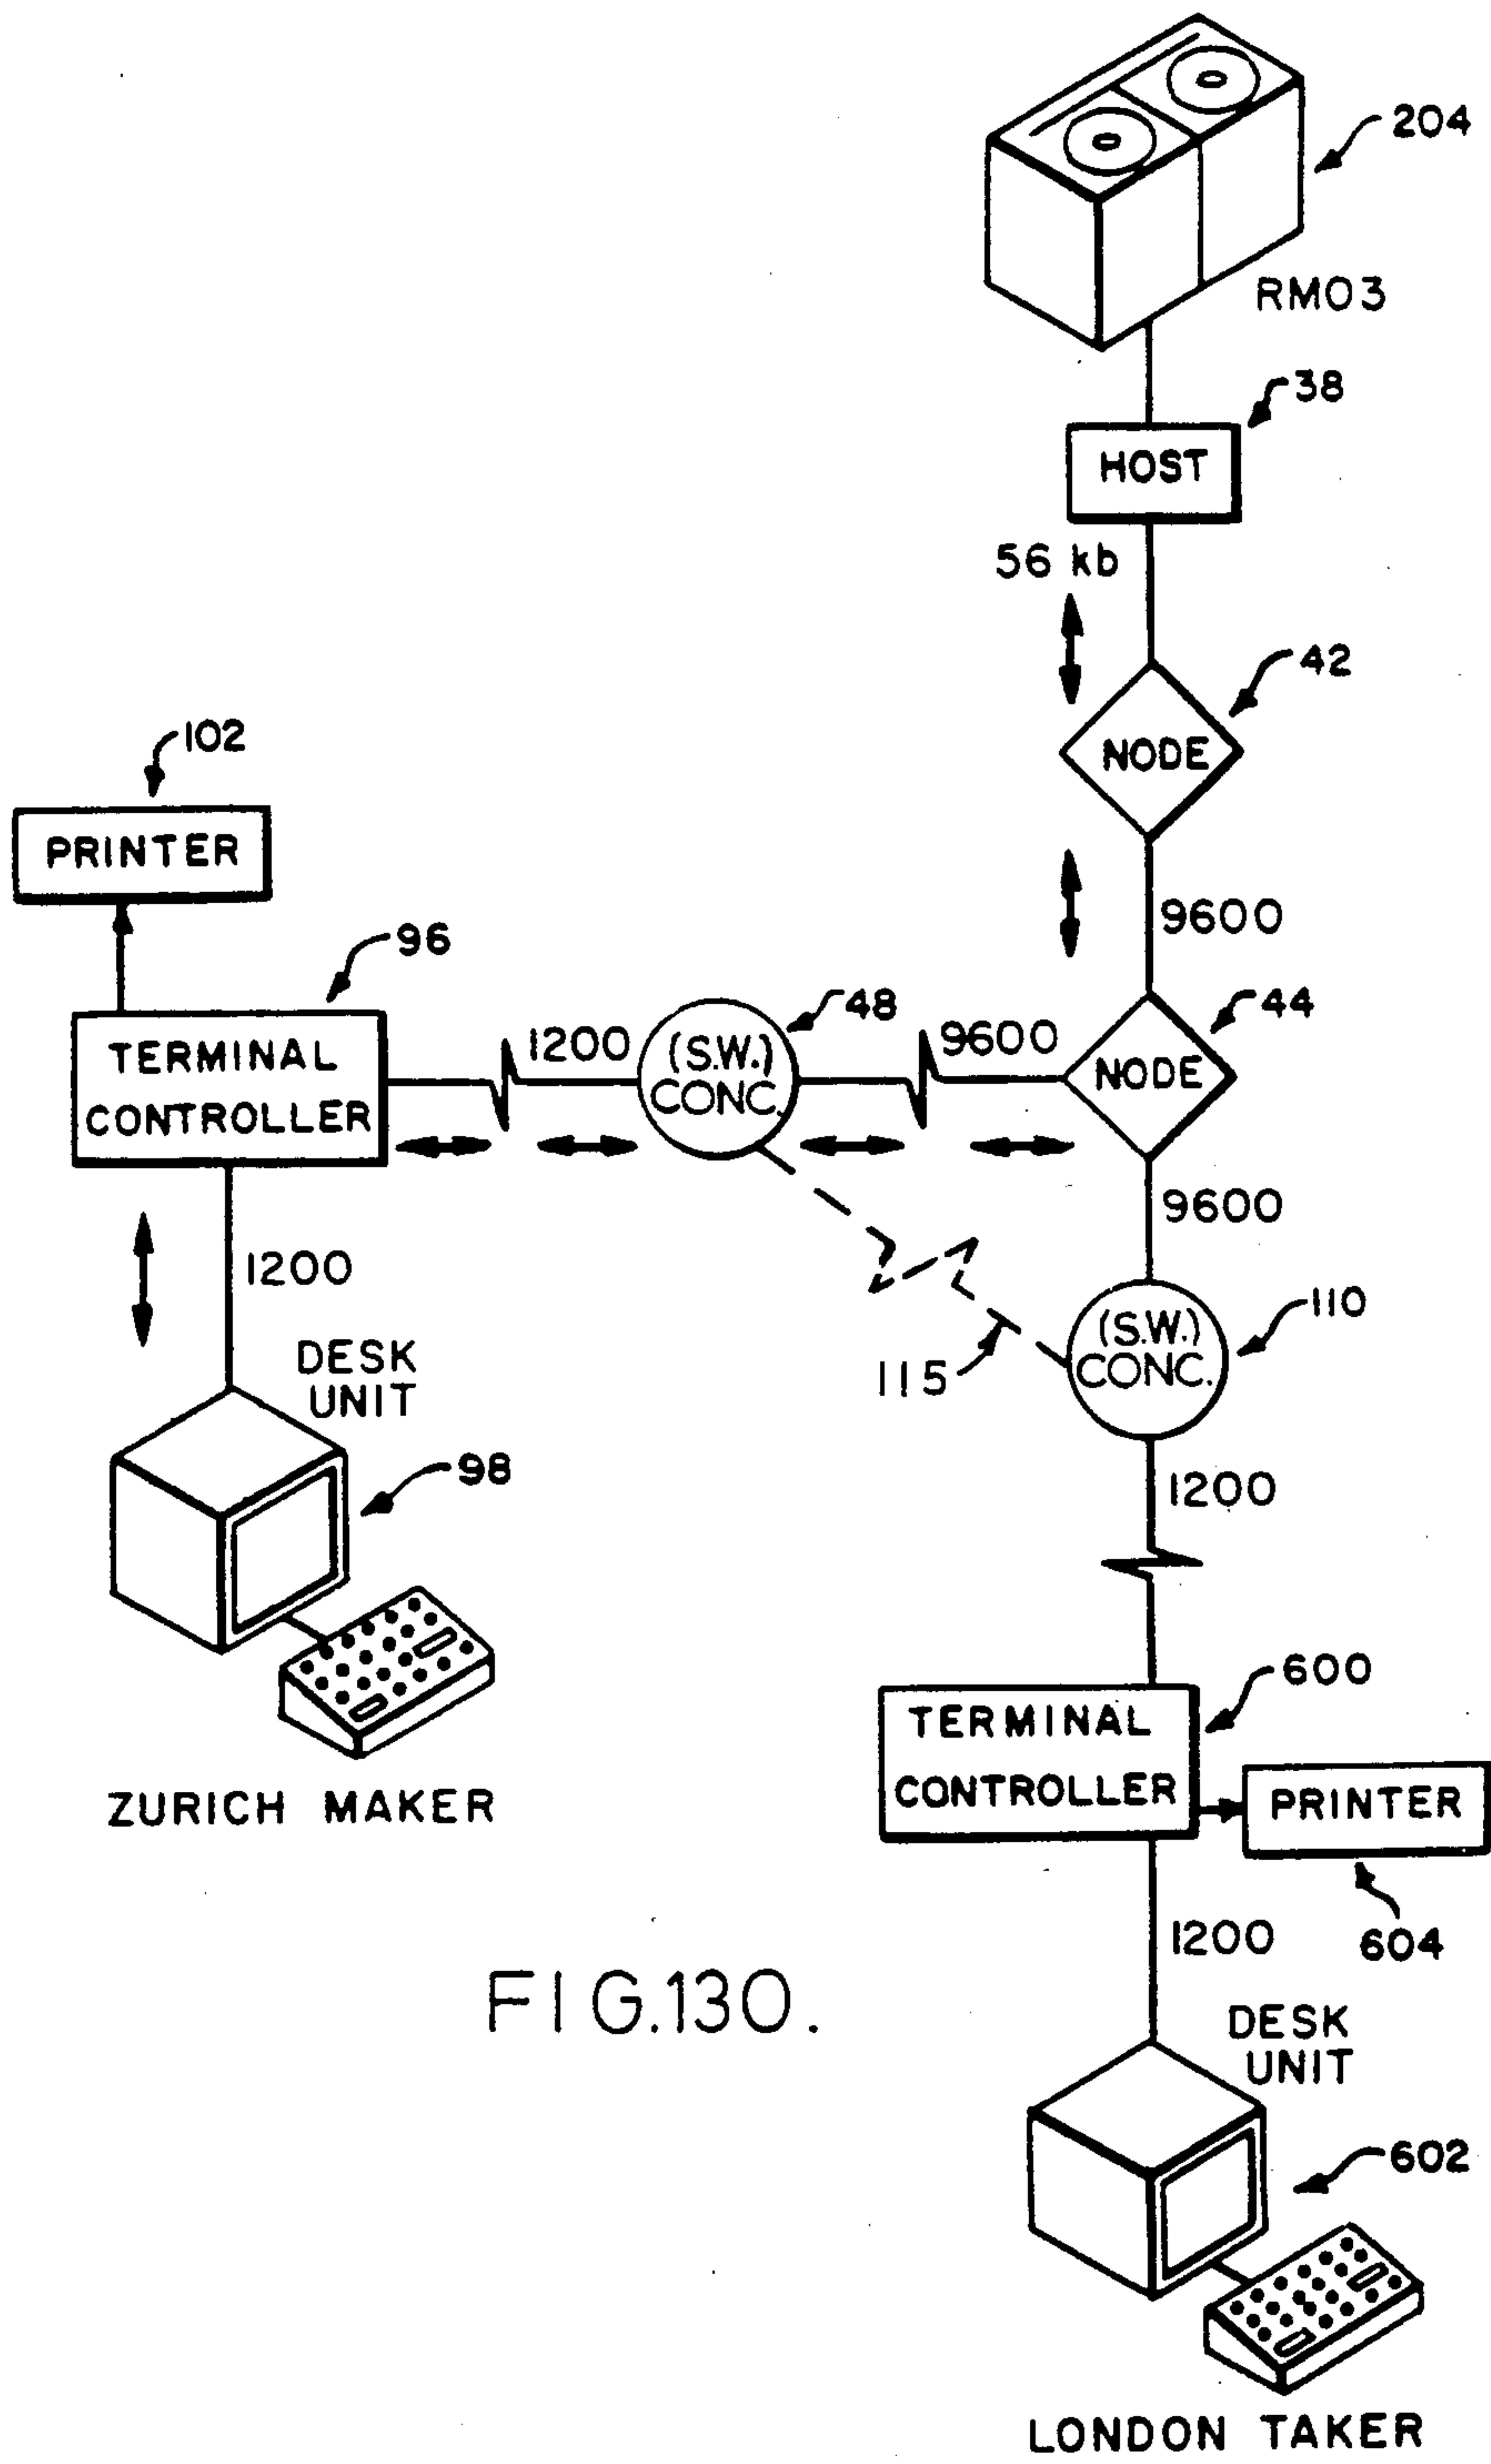 204
RM03
38
HOST
56 kb
42
NODE
102
PRINTER
9600
96
48
44
TERMINAL
CONTROLLER
1200
(S.W.)
CONC.
9600
NODE
9600
1200
110
(S.W.)
CONC.
115
DESK
UNIT
98
1200
600
TERMINAL
CONTROLLER
PRINTER
ZURICH MAKER
604
1200
FIG.130.
DESK
UNIT
602
LONDON TAKER